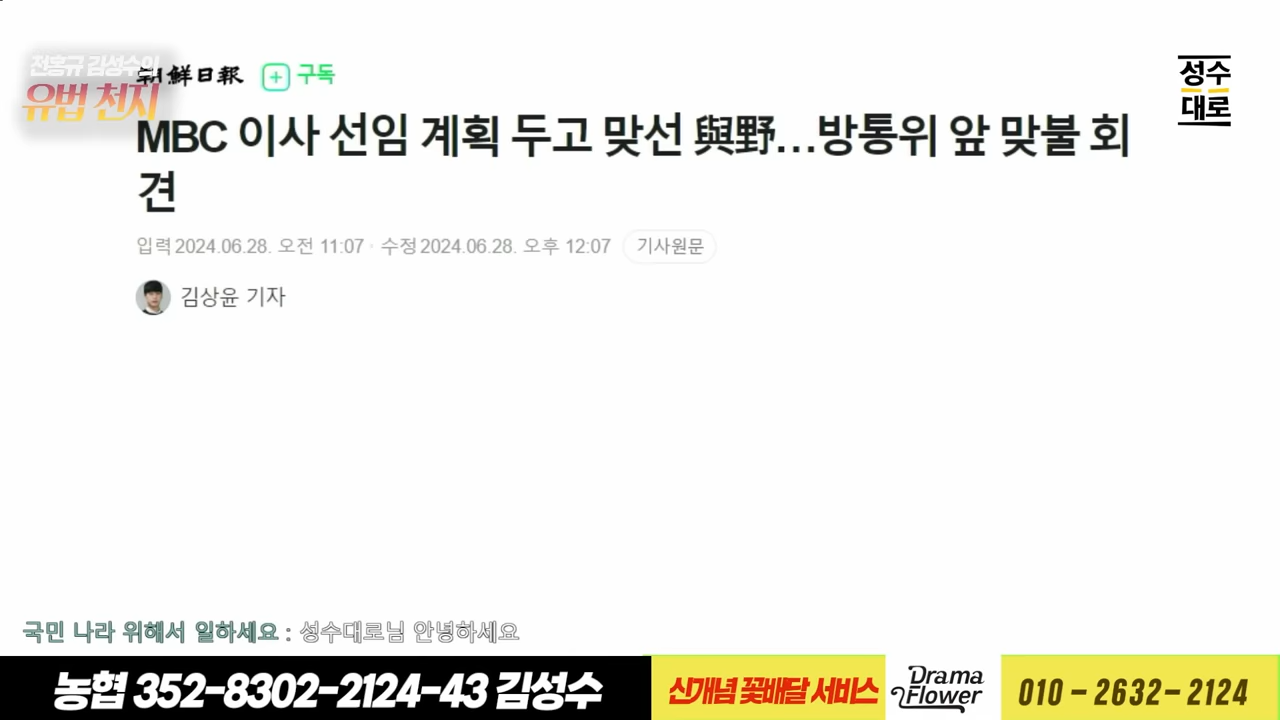 전홍규 김성수의
유법 천지
朝鮮日報 구독
성수
대로
MBC 이사 선임 계획 두고 맞선 與野…방통위 앞 맞불 회
견
입력 2024.06.28. 오전 11:07 · 수정 2024.06.28. 오후 12:07 기사원문
김상윤 기자
국민 나라 위해서 일하세요 : 성수대로님 안녕하세요
농협 352-8302-2124-43 김성수 신개념 꽃배달 서비스 Drama Flower 010 - 2632 - 2124